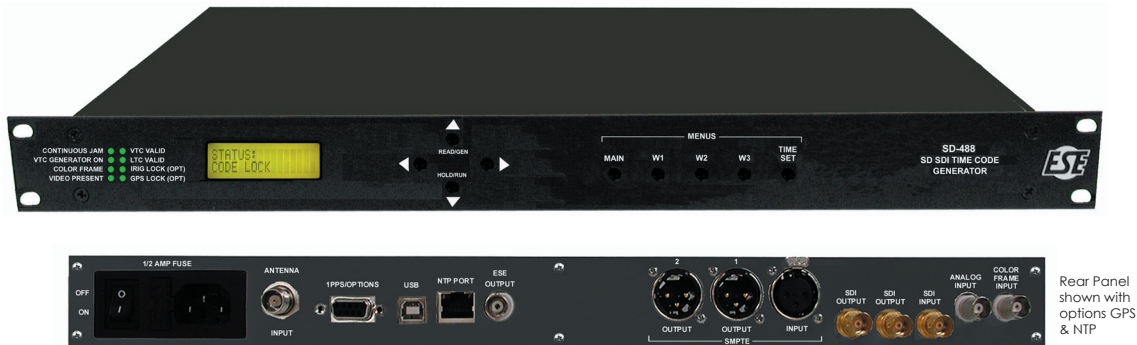 CONTINUOUS JAM
VTC GENERATOR ON
COLOR FRAME
VIDEO PRESENT
VTC VALID
LTC VALID
IRIG LOCK (OPT)
GPS LOCK (OPT)
STATUS:
CODE LOCK
READ/GEN
HOLD/RUN
MENUS
MAIN
W1
W2
W3
TIME
SET
SD-488
SD SDI TIME CODE
GENERATOR
ESE
1/2 AMP FUSE
OFF
ON
O
I
ANTENNA
INPUT
1PPS/OPTIONS
USB
NTP PORT
ESE
OUTPUT
2
OUTPUT
1
OUTPUT
INPUT
SMPTE
SDI
OUTPUT
SDI
OUTPUT
SDI
INPUT
ANALOG
INPUT
COLOR
FRAME
INPUT
Rear Panel
shown with
options GPS
& NTP